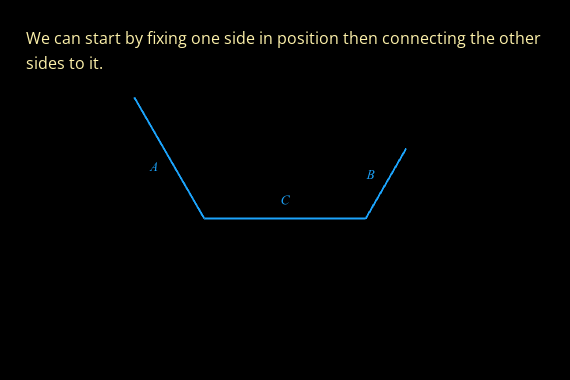 We can start by fixing one side in position then connecting the other
sides to it.
A
B
C